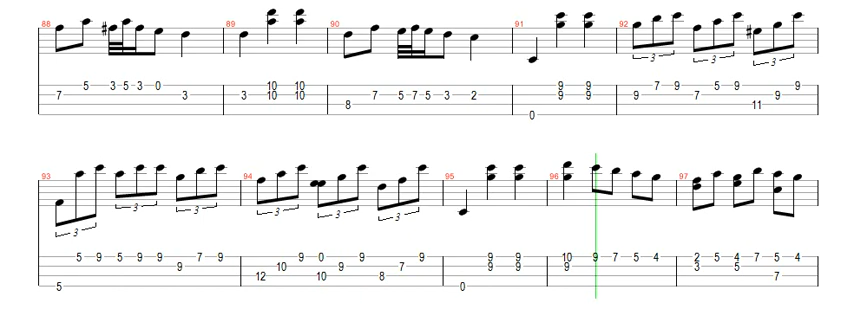 88 89 90 91 92
3 3 3
5 3 5 3 0 10 10 9 9 7 9 5 9 9
7 3 3 10 10 7 5 7 5 3 2 9 9 9 7 9
8 11
0
93 94 95 96 97
3 3 3 3 3 3
5 9 5 9 9 7 9 9 0 9 9 9 9 10 9 7 5 4 2 5 4 7 5 4
9 10 9 7 9 9 9 3 5
12 10 8 7
5 0